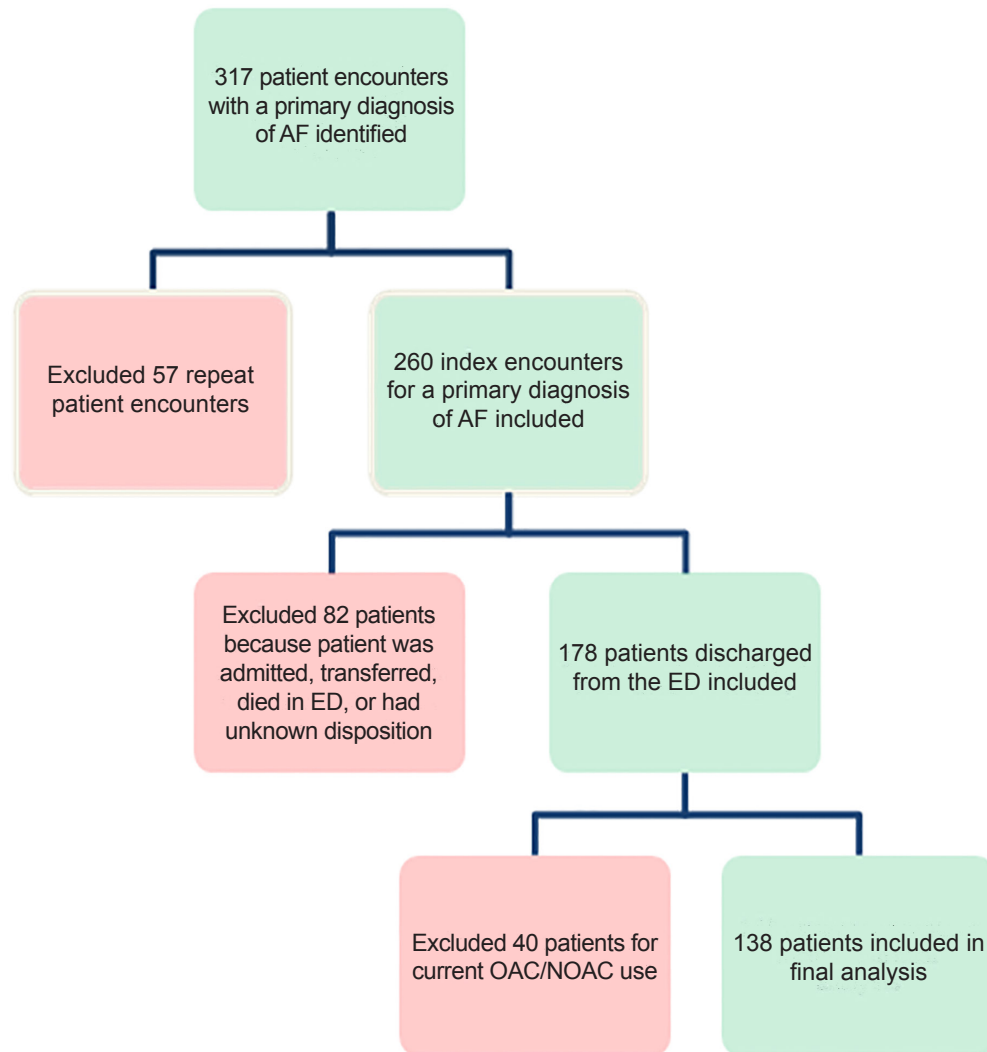 317 patient encounters
with a primary diagnosis
of AF identified
Excluded 57 repeat
patient encounters
260 index encounters
for a primary diagnosis
of AF included
Excluded 82 patients
because patient was
admitted, transferred,
died in ED, or had
unknown disposition
178 patients discharged
from the ED included
Excluded 40 patients for
current OAC/NOAC use
138 patients included in
final analysis